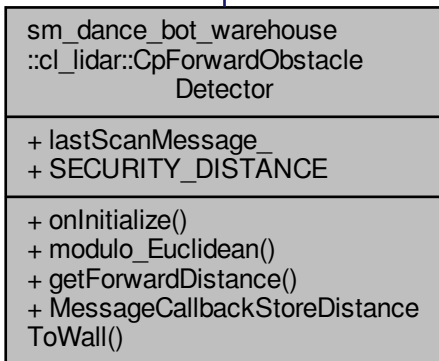 sm_dance_bot_warehouse
::cl_lidar::CpForwardObstacle
Detector
+ lastScanMessage_
+ SECURITY_DISTANCE
+ onInitialize()
+ modulo_Euclidean()
+ getForwardDistance()
+ MessageCallbackStoreDistance
ToWall()